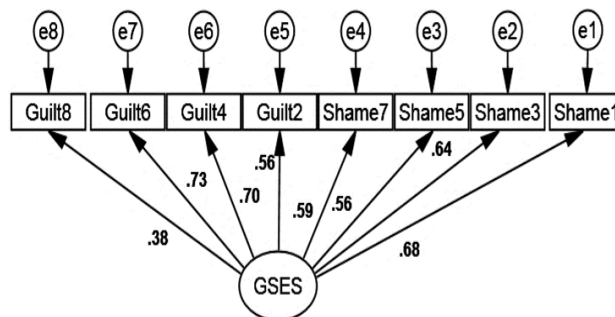 e8 e7 e6 e5 e4 e3 e2 e1
Guilt8 Guilt6 Guilt4 Guilt2 Shame7 Shame5 Shame3 Shame1
.56 .64
.73
.70 .59 .56
.38 .68
GSES